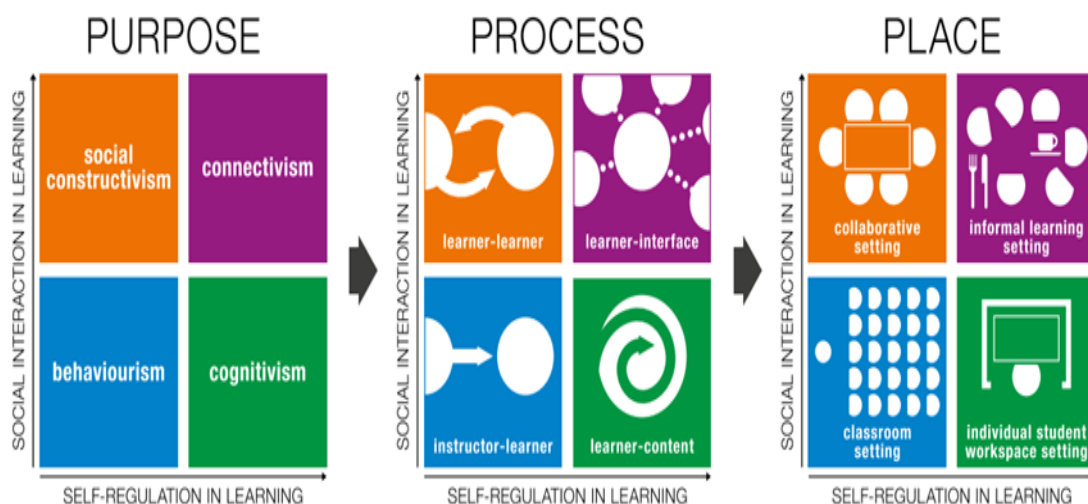 PURPOSE
SOCIAL INTERACTION IN LEARNING
social
constructivism
connectivism
behaviourism
cognitivism
SELF-REGULATION IN LEARNING
PROCESS
SOCIAL INTERACTION IN LEARNING
learner-learner
learner-interface
instructor-learner
learner-content
SELF-REGULATION IN LEARNING
PLACE
SOCIAL INTERACTION IN LEARNING
collaborative
setting
informal learning
setting
classroom
setting
individual student
workspace setting
SELF-REGULATION IN LEARNING